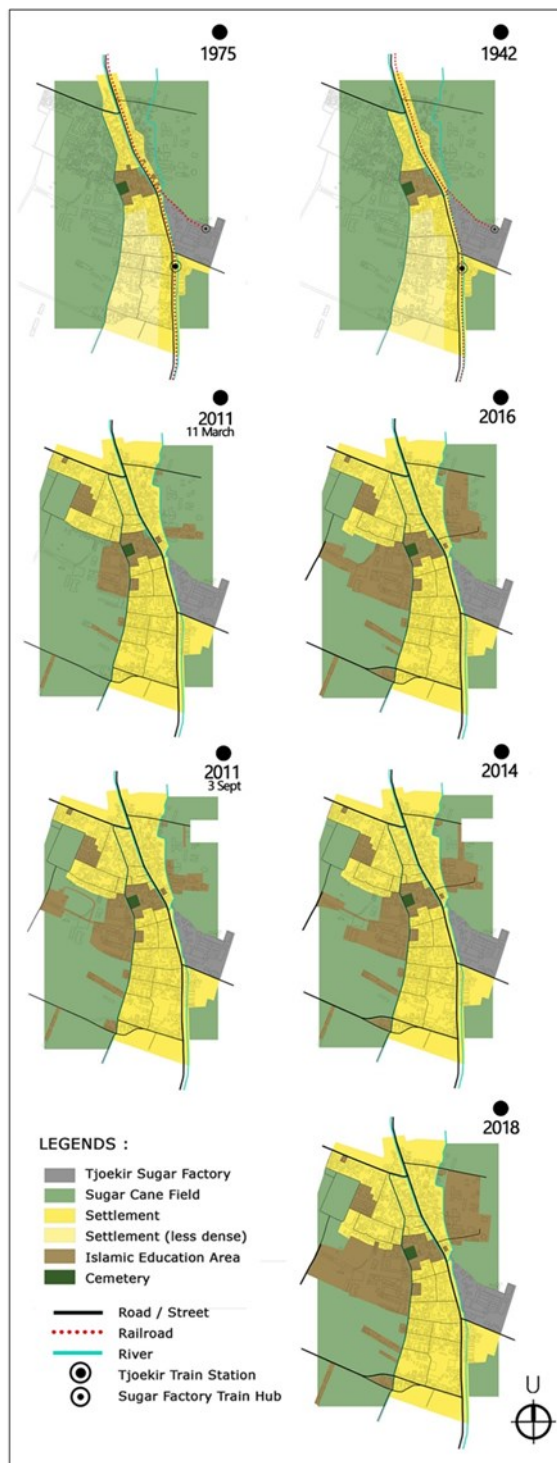 1975
1942
2011
11 March
2016
2011
3 Sept
2014
2018
LEGENDS :
Tjoekir Sugar Factory
Sugar Cane Field
Settlement
Settlement (less dense)
Islamic Education Area
Cemetery
Road / Street
Railroad
River
Tjoekir Train Station
Sugar Factory Train Hub
U